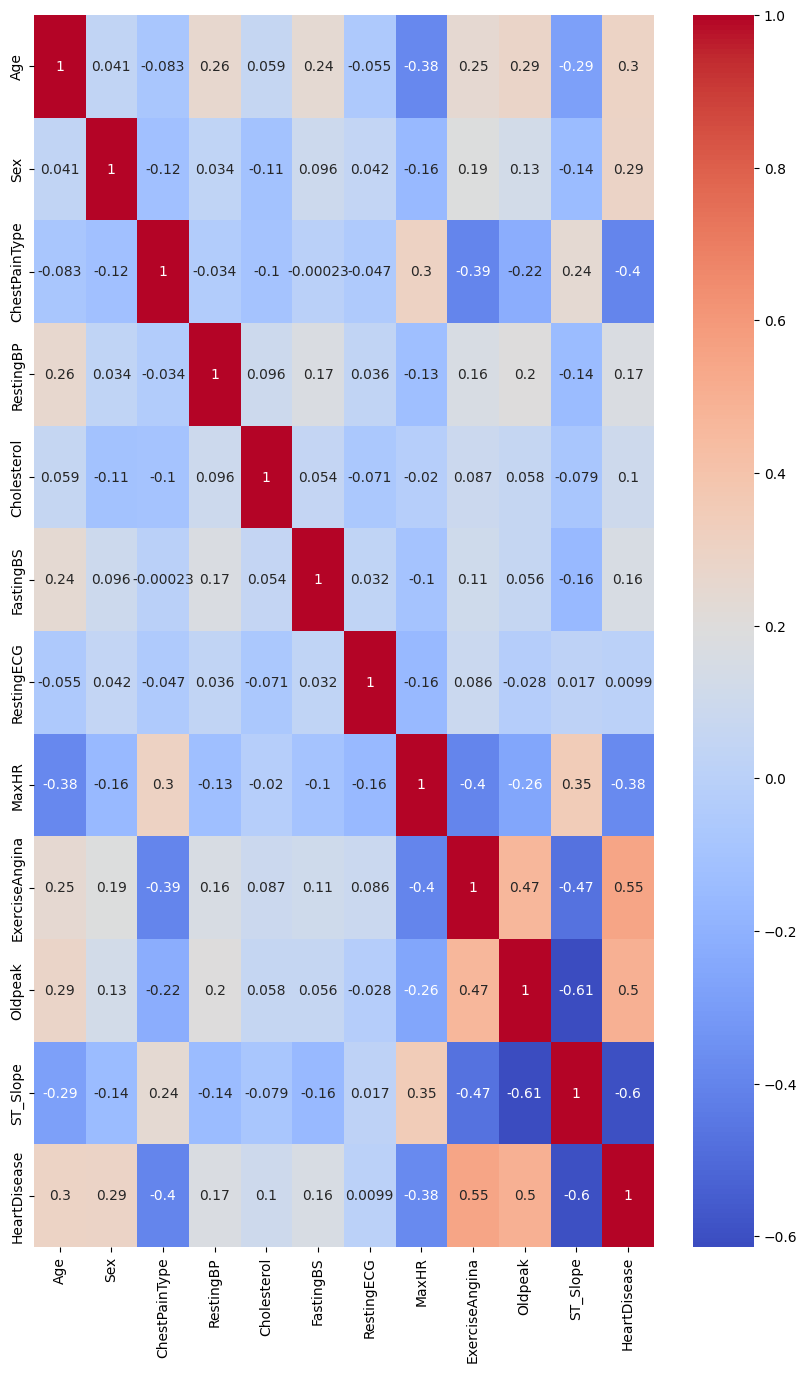 Age 1 0.041 -0.083 0.26 0.059 0.24 -0.055 -0.38 0.25 0.29 -0.29 0.3
Sex 0.041 1 -0.12 0.034 -0.11 0.096 0.042 -0.16 0.19 0.13 -0.14 0.29
ChestPainType -0.083 -0.12 1 -0.034 -0.1 -0.00023 -0.047 0.3 -0.39 -0.22 0.24 -0.4
RestingBP 0.26 0.034 -0.034 1 0.096 0.17 0.036 -0.13 0.16 0.2 -0.14 0.17
Cholesterol 0.059 -0.11 -0.1 0.096 1 0.054 -0.071 -0.02 0.087 0.058 -0.079 0.1
FastingBS 0.24 0.096 -0.00023 0.17 0.054 1 0.032 -0.1 0.11 0.056 -0.16 0.16
RestingECG -0.055 0.042 -0.047 0.036 -0.071 0.032 1 -0.16 0.086 -0.028 0.017 0.0099
MaxHR -0.38 -0.16 0.3 -0.13 -0.02 -0.1 -0.16 1 -0.4 -0.26 0.35 -0.38
ExerciseAngina 0.25 0.19 -0.39 0.16 0.087 0.11 0.086 -0.4 1 0.47 -0.47 0.55
Oldpeak 0.29 0.13 -0.22 0.2 0.058 0.056 -0.028 -0.26 0.47 1 -0.61 0.5
ST_Slope -0.29 -0.14 0.24 -0.14 -0.079 -0.16 0.017 0.35 -0.47 -0.61 1 -0.6
HeartDisease 0.3 0.29 -0.4 0.17 0.1 0.16 0.0099 -0.38 0.55 0.5 -0.6 1
Age Sex ChestPainType RestingBP Cholesterol FastingBS RestingECG MaxHR ExerciseAngina Oldpeak ST_Slope HeartDisease
1.0
0.8
0.6
0.4
0.2
0.0
−0.2
−0.4
−0.6